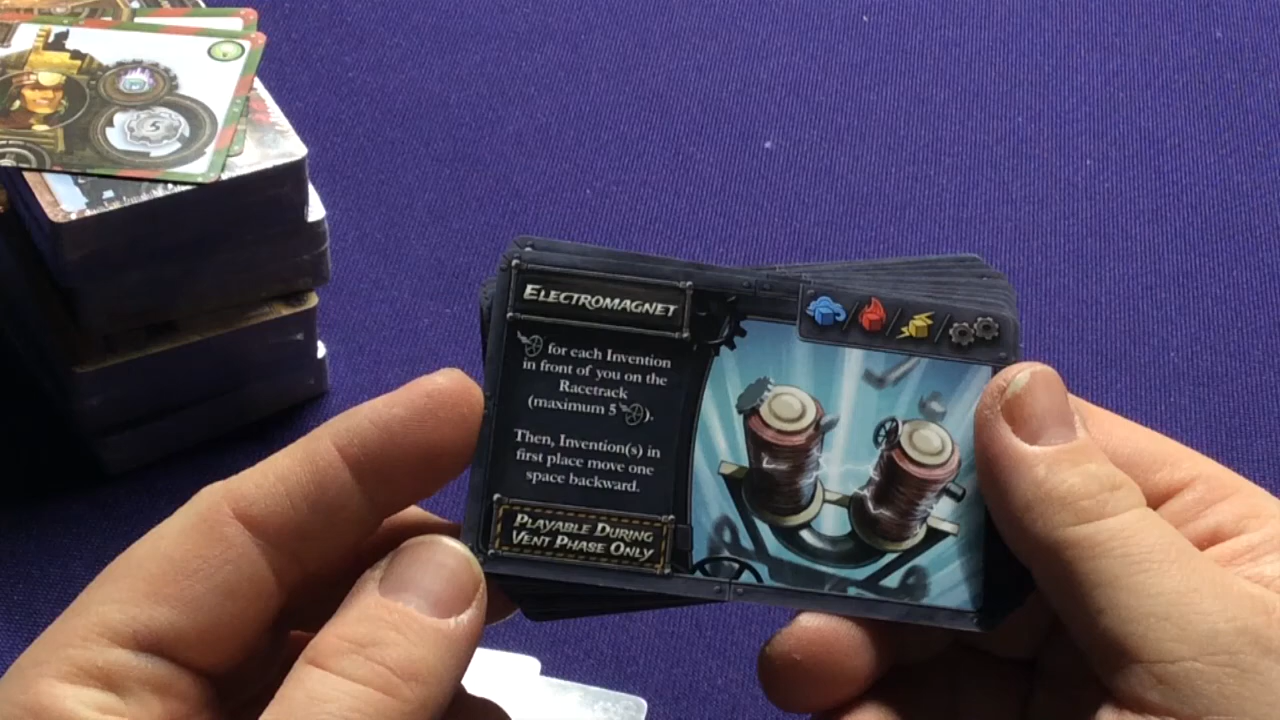 5
ELECTROMAGNET
for each Invention
in front of you on the
Racetrack
(maximum 5 ).
Then, Invention(s) in
first place move one
space backward.
PLAYABLE DURING
VENT PHASE ONLY